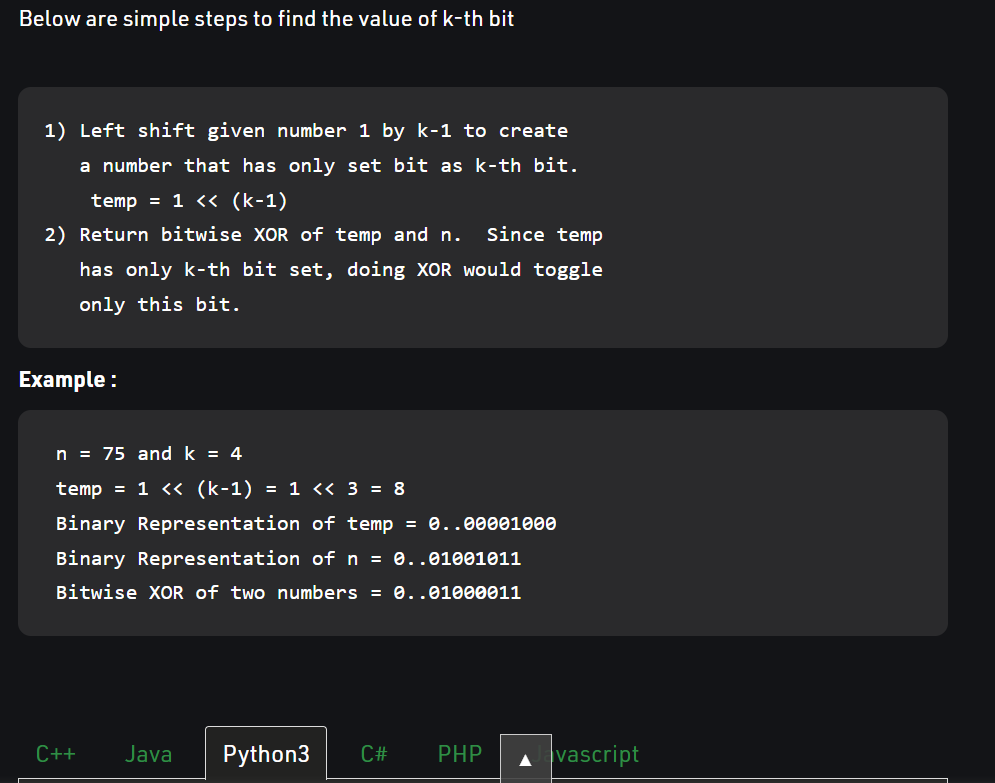 Below are simple steps to find the value of k-th bit
1) Left shift given number 1 by k-1 to create
a number that has only set bit as k-th bit.
temp = 1 << (k-1)
2) Return bitwise XOR of temp and n.  Since temp
has only k-th bit set, doing XOR would toggle
only this bit.
Example :
n = 75 and k = 4
temp = 1 << (k-1) = 1 << 3 = 8
Binary Representation of temp = 0..00001000
Binary Representation of n = 0..01001011
Bitwise XOR of two numbers = 0..01000011
C++ Java Python3 C# PHP Javascript